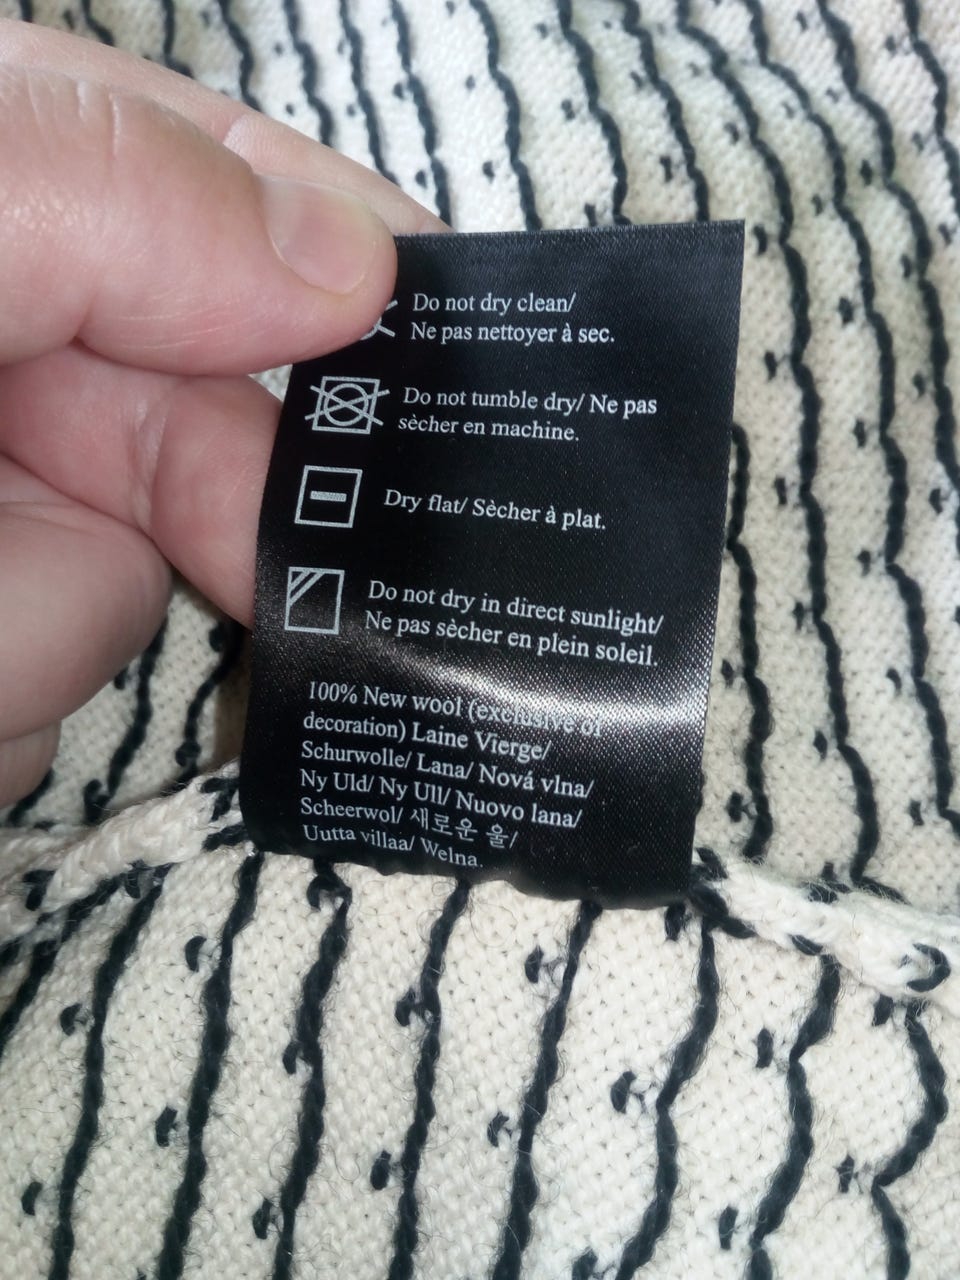 Do not dry clean/
Ne pas nettoyer à sec.
Do not tumble dry/ Ne pas
sècher en machine.
Dry flat/ Sècher à plat.
Do not dry in direct sunlight/
Ne pas sècher en plein soleil.
100% New wool (exclusive of
decoration) Laine Vierge/
Schurwolle/ Lana/ Nová vlna/
Ny Uld/ Ny Ull/ Nuovo lana/
Scheerwol/ 새로운 울/
Uutta villaa/ Welna.